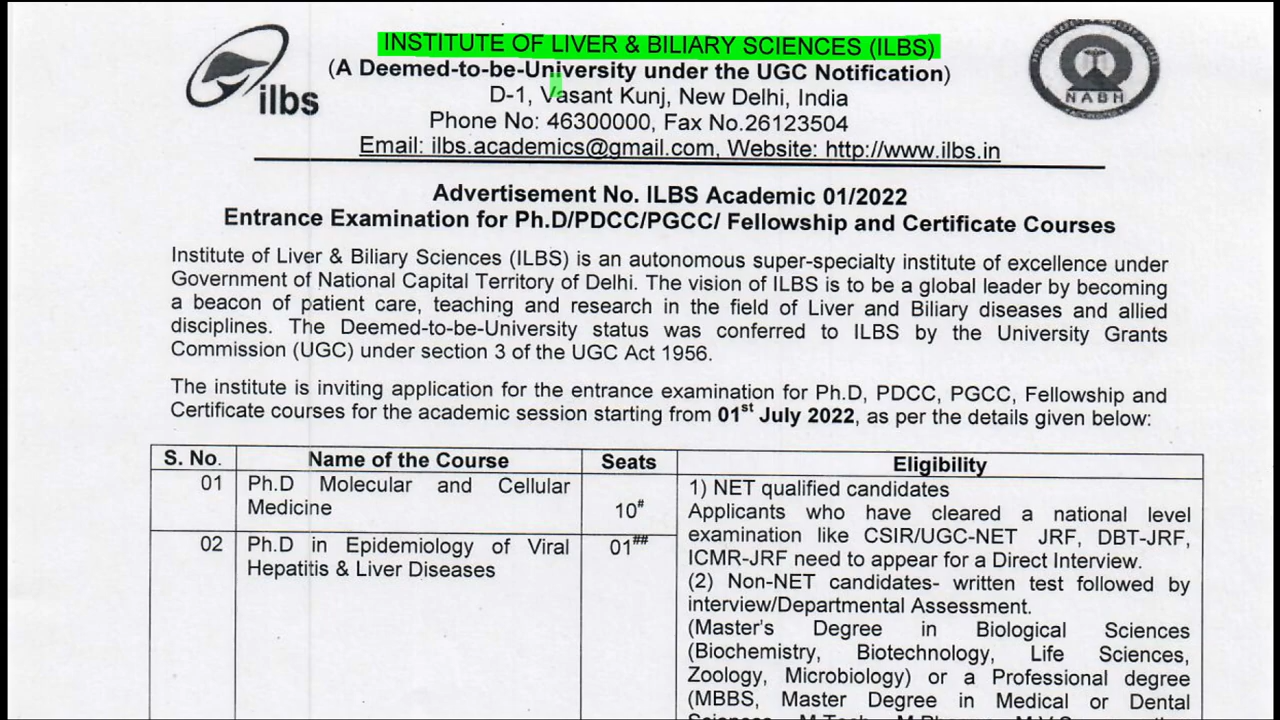 INSTITUTE OF LIVER & BILIARY SCIENCES (ILBS)
(A Deemed-to-be-University under the UGC Notification)
D-1, Vasant Kunj, New Delhi, India
Phone No: 46300000, Fax No.26123504
Email: ilbs.academics@gmail.com, Website: http://www.ilbs.in
ilbs
NABH
Advertisement No. ILBS Academic 01/2022
Entrance Examination for Ph.D/PDCC/PGCC/ Fellowship and Certificate Courses
Institute of Liver & Biliary Sciences (ILBS) is an autonomous super-specialty institute of excellence under
Government of National Capital Territory of Delhi. The vision of ILBS is to be a global leader by becoming
a beacon of patient care, teaching and research in the field of Liver and Biliary diseases and allied
disciplines. The Deemed-to-be-University status was conferred to ILBS by the University Grants
Commission (UGC) under section 3 of the UGC Act 1956.
The institute is inviting application for the entrance examination for Ph.D, PDCC, PGCC, Fellowship and
Certificate courses for the academic session starting from 01st July 2022, as per the details given below:
S. No. Name of the Course Seats Eligibility
01 Ph.D Molecular and Cellular
Medicine 10#
02 Ph.D in Epidemiology of Viral 01##
Hepatitis & Liver Diseases
1) NET qualified candidates
Applicants who have cleared a national level
examination like CSIR/UGC-NET JRF, DBT-JRF,
ICMR-JRF need to appear for a Direct Interview.
(2) Non-NET candidates- written test followed by
interview/Departmental Assessment.
(Master's Degree in Biological Sciences
(Biochemistry, Biotechnology, Life Sciences,
Zoology, Microbiology) or a Professional degree
(MBBS, Master Degree in Medical or Dental